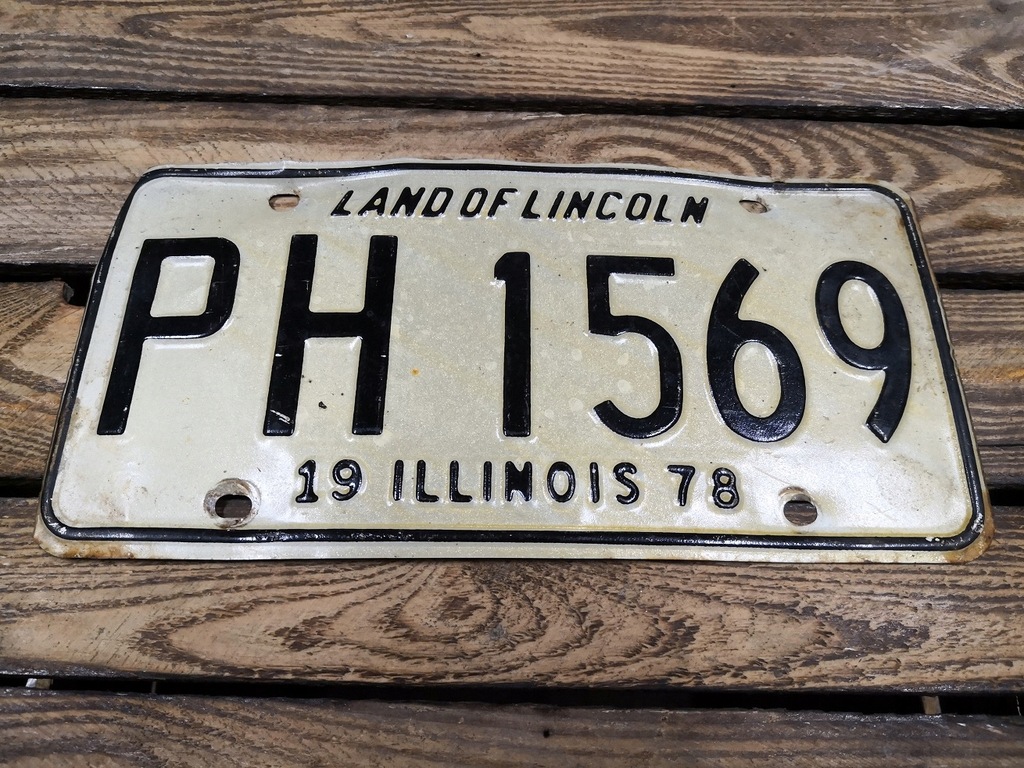 LAND OF LINCOLN
PH 1569
19 ILLINOIS 78